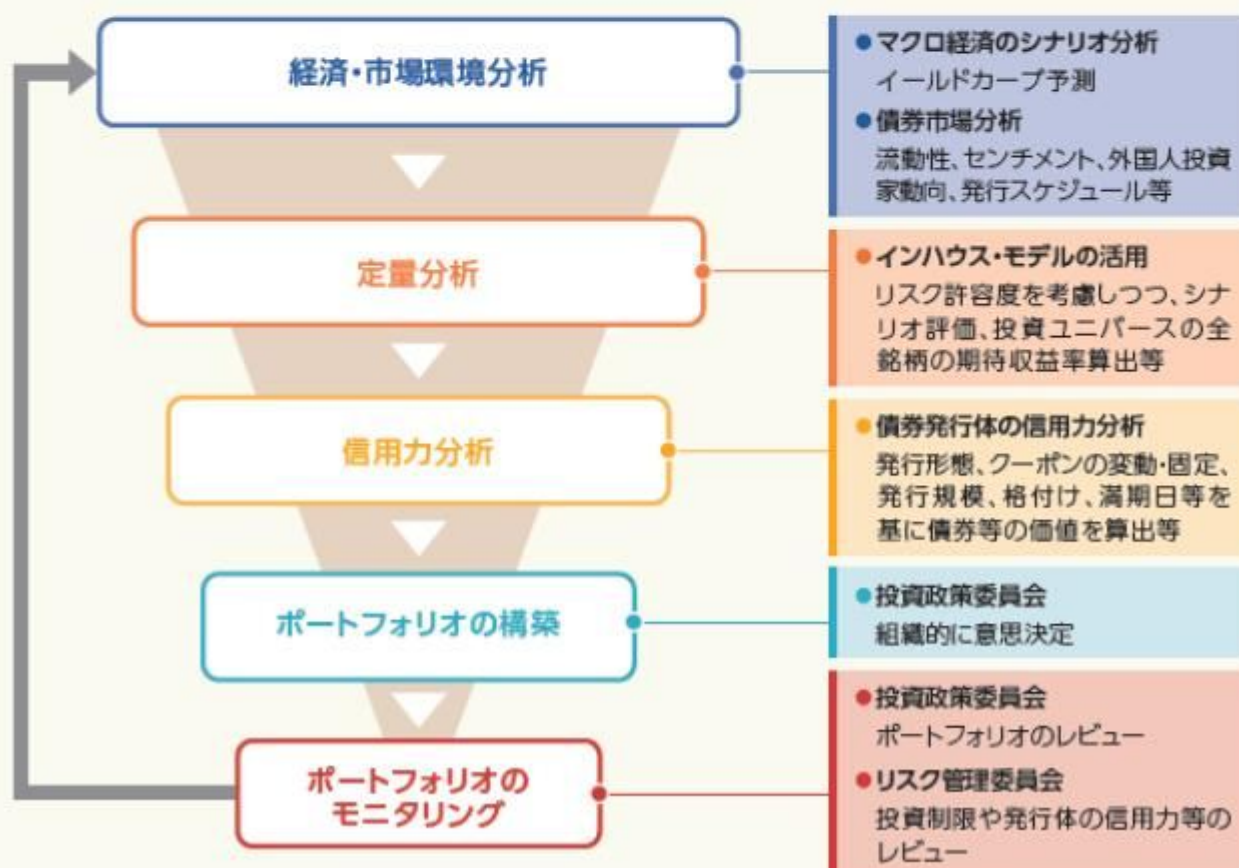 経済・市場環境分析
●マクロ経済のシナリオ分析
イールドカーブ予測
●債券市場分析
流動性、センチメント、外国人投資
家動向、発行スケジュール等
定量分析
●インハウス・モデルの活用
リスク許容度を考慮しつつ、シナ
リオ評価、投資ユニバースの全
銘柄の期待収益率算出等
信用力分析
●債券発行体の信用力分析
発行形態、クーポンの変動・固定、
発行規模、格付け、満期日等を
基に債券等の価値を算出等
ポートフォリオの構築
●投資政策委員会
組織的に意思決定
ポートフォリオの
モニタリング
●投資政策委員会
ポートフォリオのレビュー
●リスク管理委員会
投資制限や発行体の信用力等の
レビュー